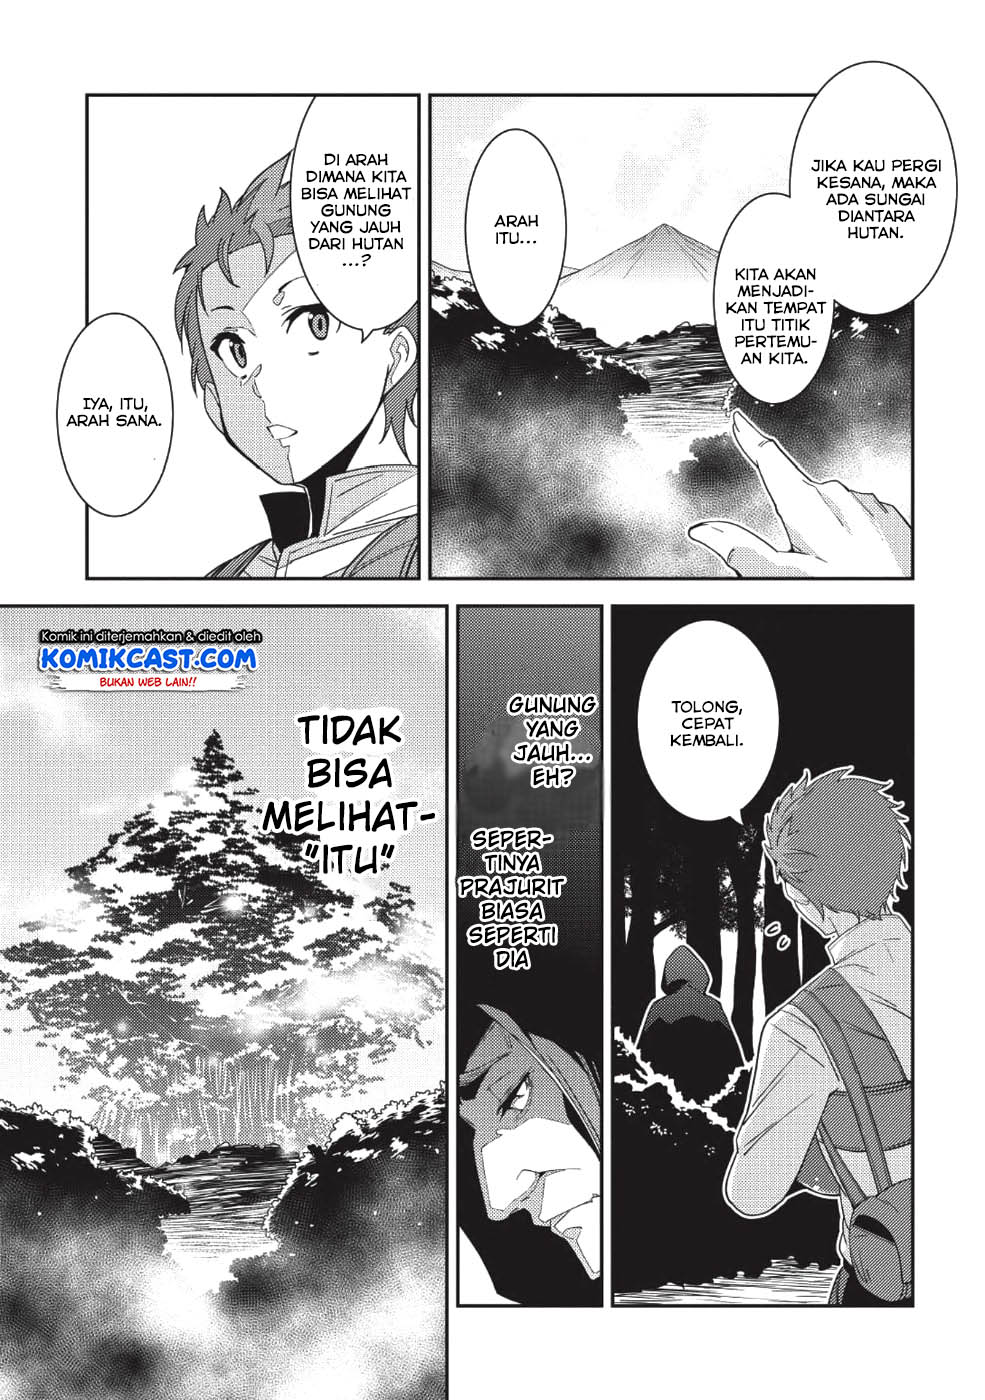 JIKA KAU PERGI
KESANA, MAKA
ADA SUNGAI
DIANTARA
HUTAN.
KITA AKAN
MENJADI-
KAN TEMPAT
ITU TITIK
PERTEMU-
AN KITA.
ARAH
ITU...
DI ARAH
DIMANA KITA
BISA MELIHAT
GUNUNG
YANG JAUH
DARI HUTAN
...?
IYA, ITU,
ARAH SANA.
TOLONG,
CEPAT
KEMBALI.
GUNUNG
YANG
JAUH...
EH?
SEPER-
TINYA
PRAJURIT
BIASA
SEPERTI
DIA
TIDAK
BISA
MELIHAT-
"ITU"
Komik ini diterjemahkan & diedit oleh
KOMIKCAST.COM
BUKAN WEB LAIN!!